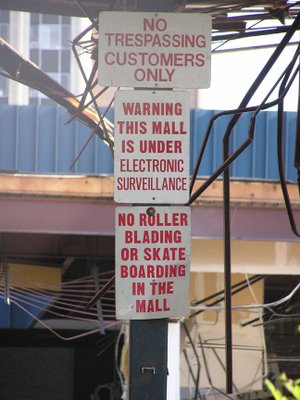 NO
TRESPASSING
CUSTOMERS
ONLY
WARNING
THIS MALL
IS UNDER
ELECTRONIC
SURVEILLANCE
NO ROLLER
BLADING
OR SKATE
BOARDING
IN THE
MALL